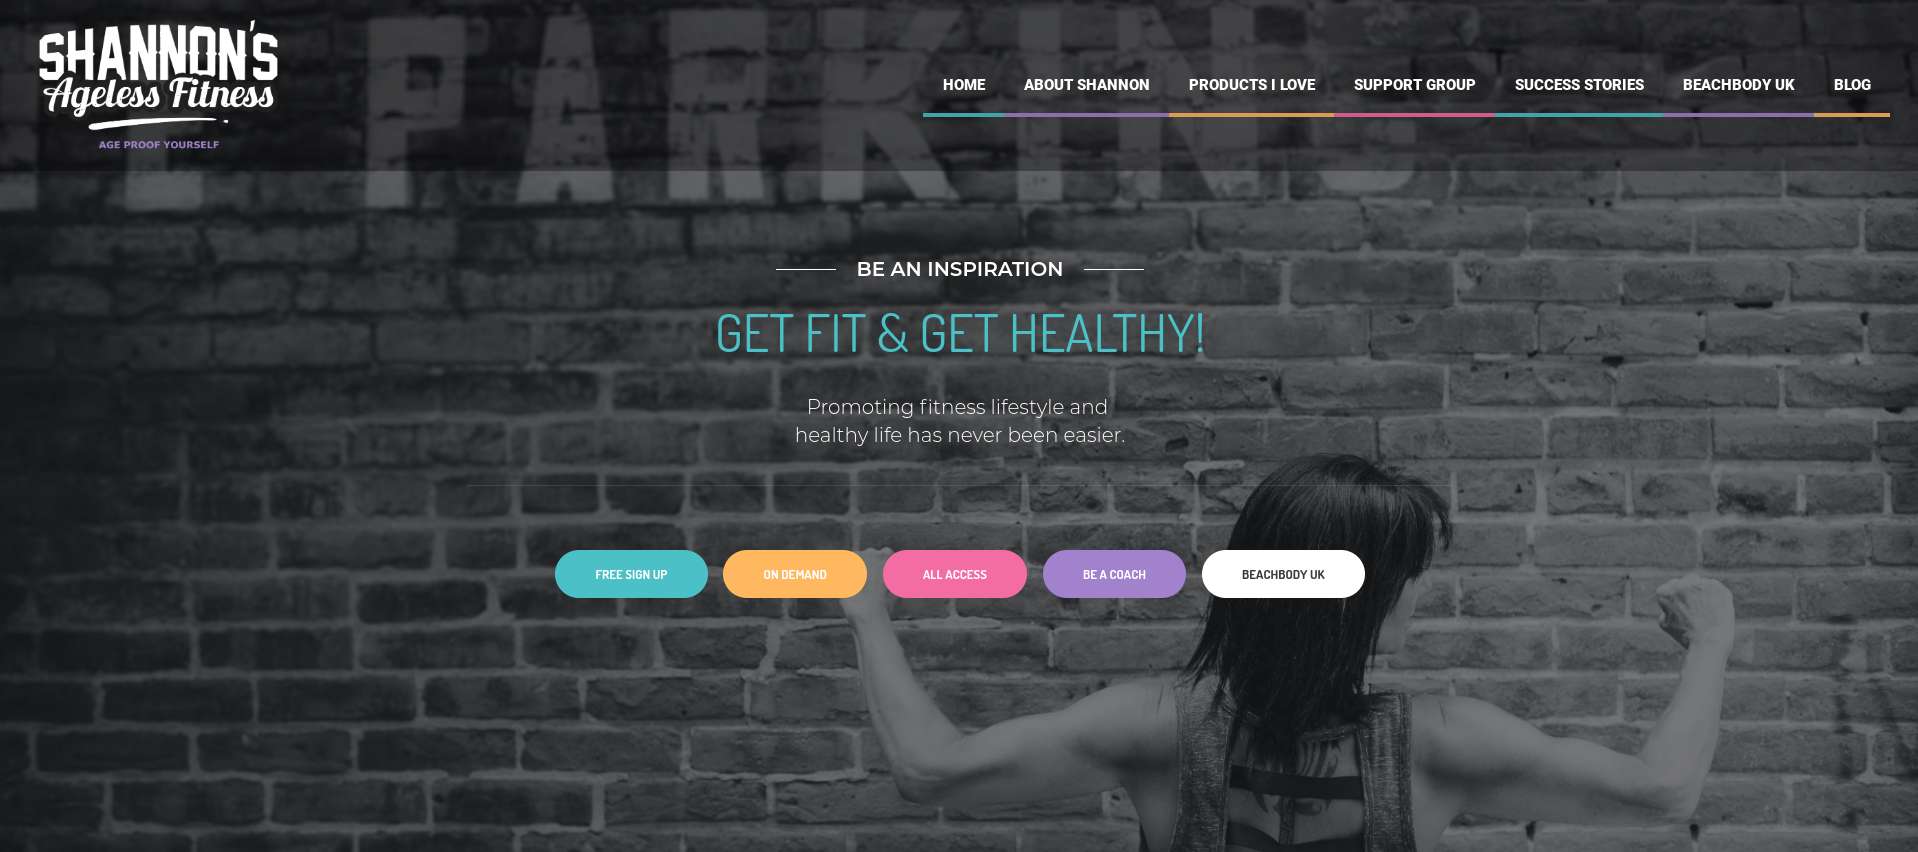 SHANNON'S
Ageless Fitness
AGE PROOF YOURSELF
HOME
ABOUT SHANNON
PRODUCTS I LOVE
SUPPORT GROUP
SUCCESS STORIES
BEACHBODY UK
BLOG
PARKING
BE AN INSPIRATION
GET FIT & GET HEALTHY!
Promoting fitness lifestyle and
healthy life has never been easier.
FREE SIGN UP
ON DEMAND
ALL ACCESS
BE A COACH
BEACHBODY UK